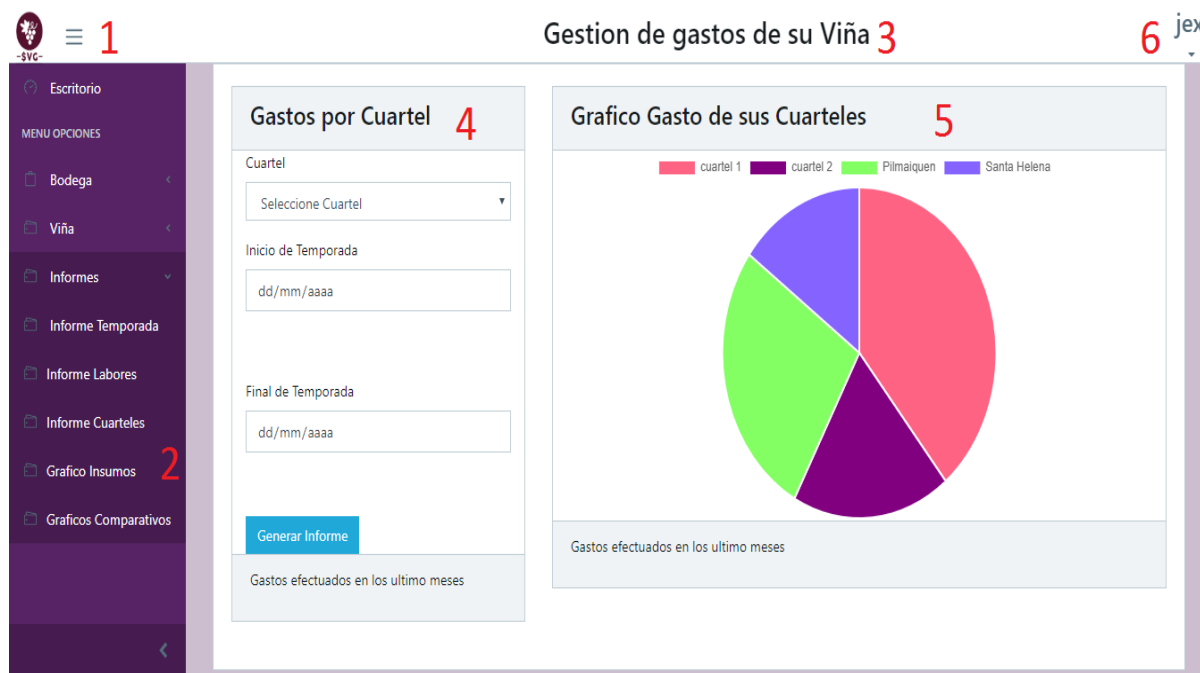 -SVC-
1
Gestion de gastos de su Viña 3
6
jex
Escritorio
MENU OPCIONES
Bodega
Viña
Informes
Informe Temporada
Informe Labores
Informe Cuarteles
Grafico Insumos
2
Graficos Comparativos
Gastos por Cuartel 4
Cuartel
Seleccione Cuartel
Inicio de Temporada
dd/mm/aaaa
Final de Temporada
dd/mm/aaaa
Generar Informe
Gastos efectuados en los ultimo meses
Grafico Gasto de sus Cuarteles 5
cuartel 1 cuartel 2 Pilmaiquen Santa Helena
Gastos efectuados en los ultimo meses